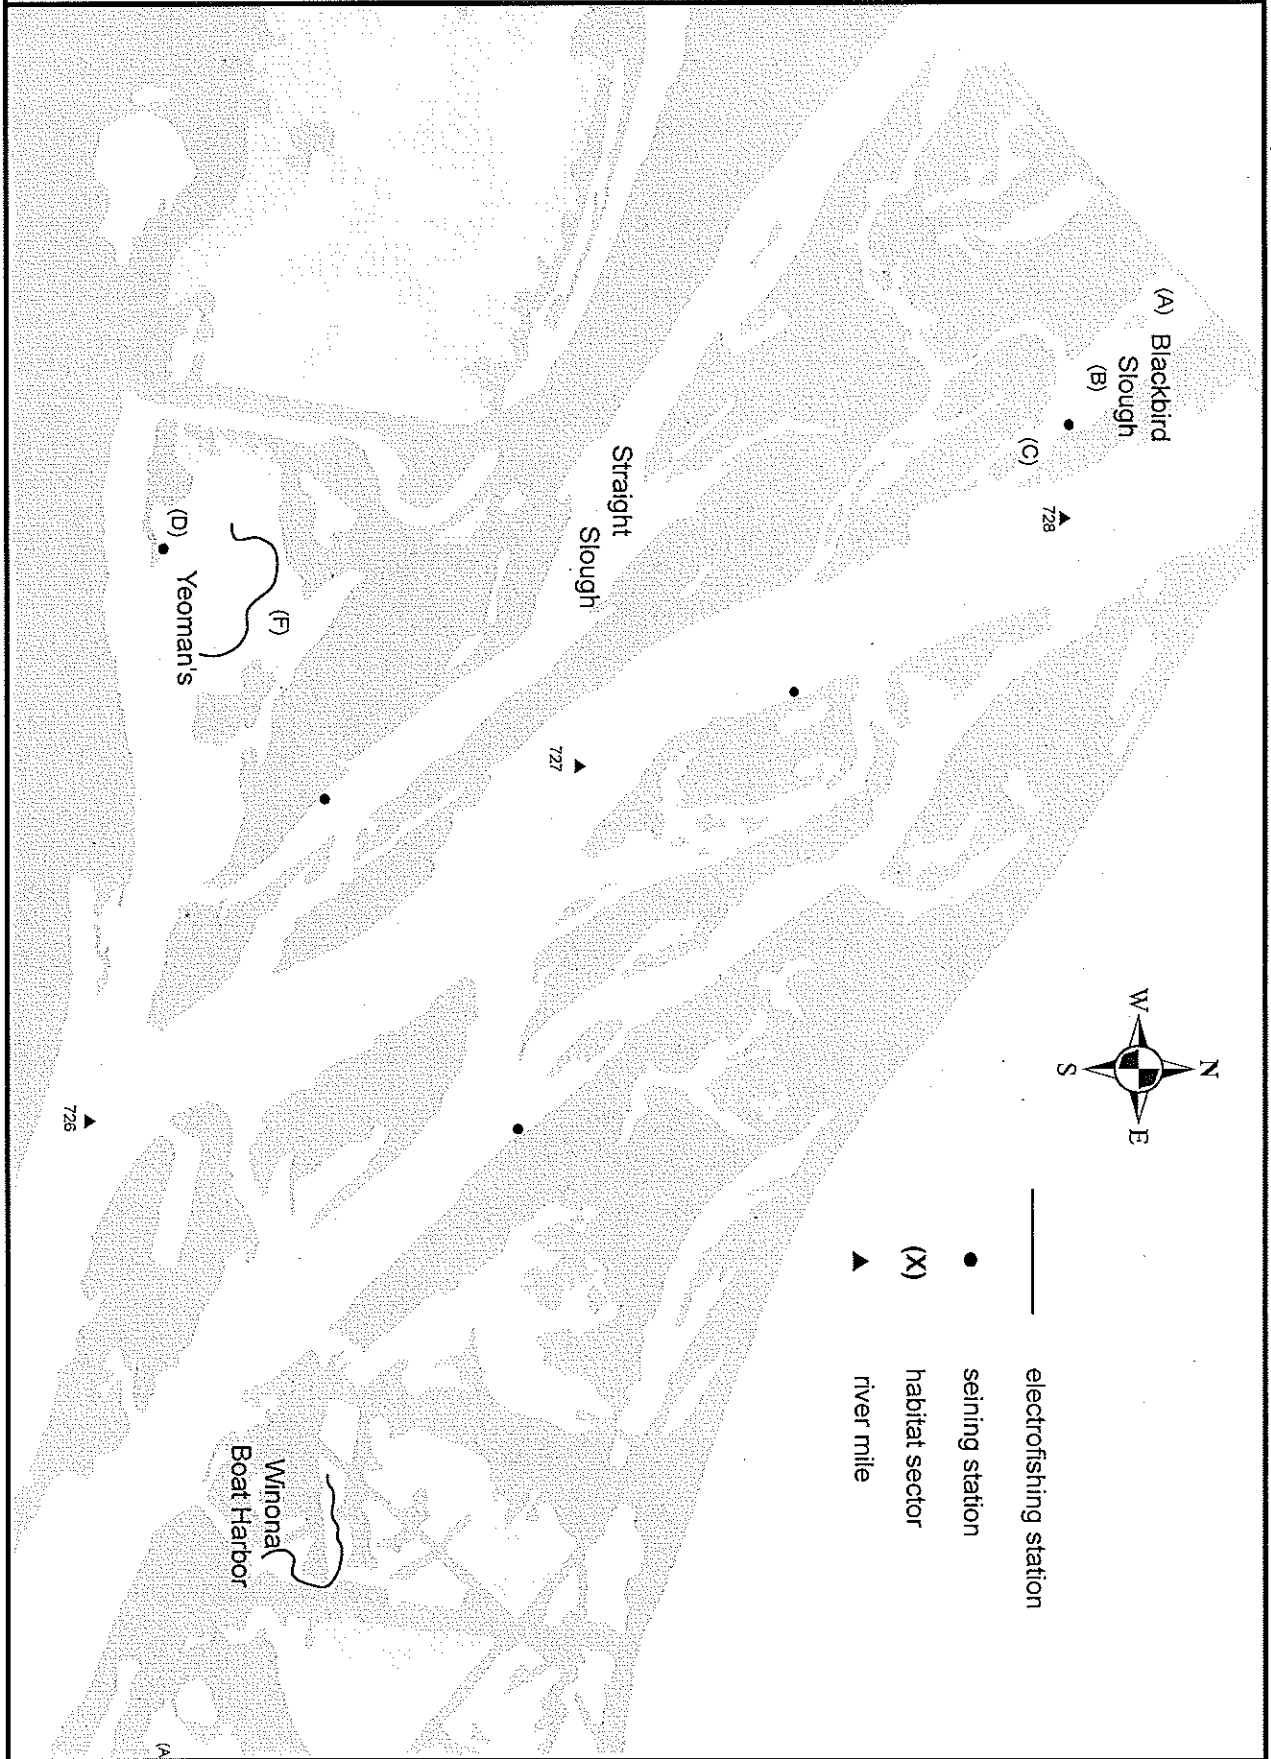 (A) Blackbird
Slough
(B)
(C)
728
N
W E
S
electrofishing station
seining station
(X) habitat sector
river mile
Straight
Slough
727
(F)
(D)
Yeoman's
Winona
Boat Harbor
726
(A